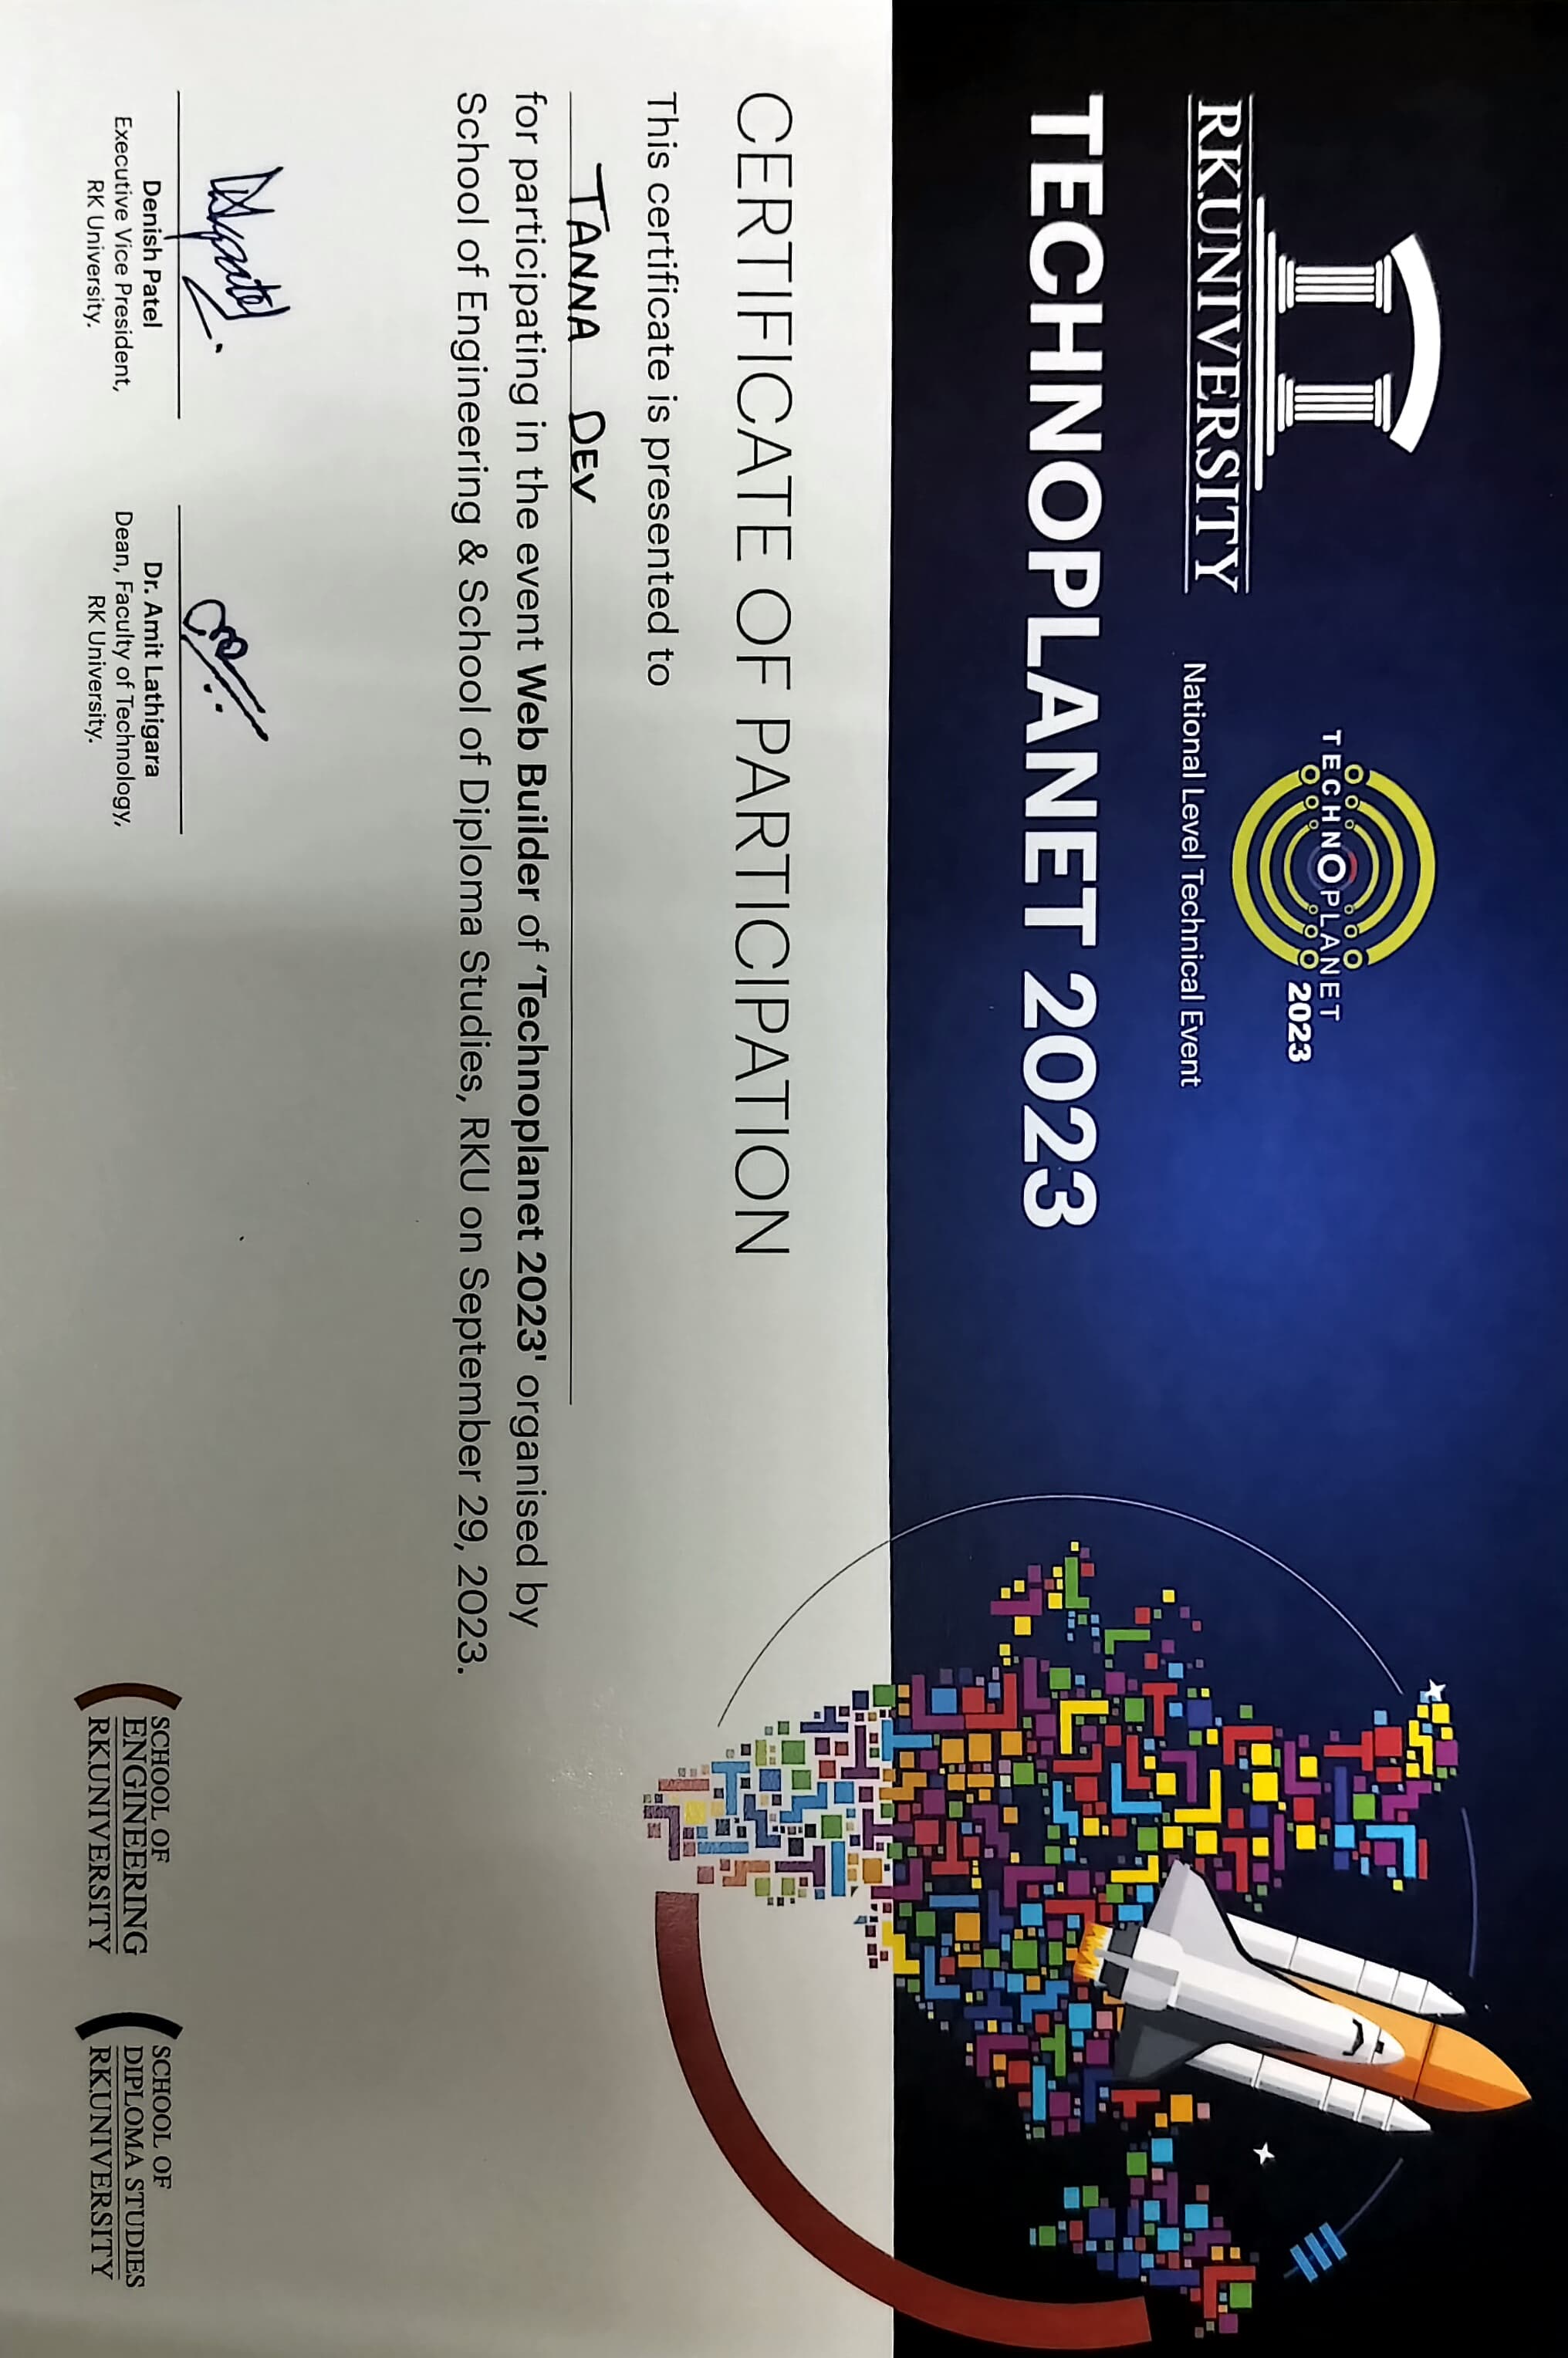 RK.UNIVERSITY
TECHNOPLANET
2023
National Level Technical Event
TECHNOPLANET 2023
CERTIFICATE OF PARTICIPATION
This certificate is presented to
TANNA DEV
for participating in the event Web Builder of ‘Technoplanet 2023' organised by
School of Engineering & School of Diploma Studies, RKU on September 29, 2023.
Denish Patel
Executive Vice President,
RK University.
Dr. Amit Lathigara
Dean, Faculty of Technology,
RK University.
SCHOOL OF
ENGINEERING
RK.UNIVERSITY
SCHOOL OF
DIPLOMA STUDIES
RK.UNIVERSITY